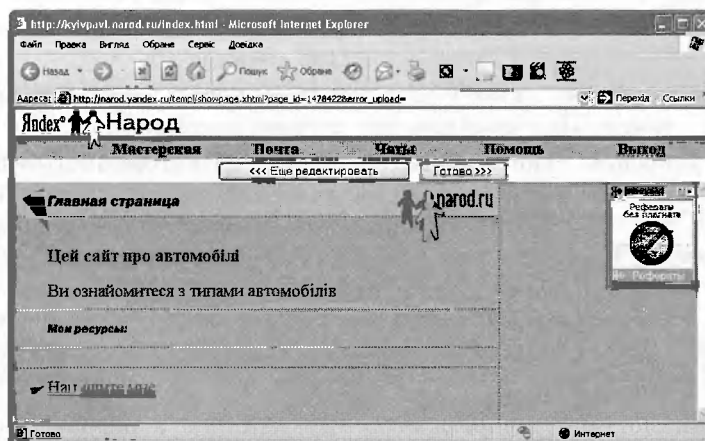 http://kyivpavl.narod.ru/index.html - Microsoft Internet Explorer
Файл Правка Вигляд Обране Сервіс Довідка
Назад Пошук Обране
Адреса: http://narod.yandex.ru/templ/showpage.xhtml?page_id=1478422&error_upload= Перехід Ссылки
Яndex Народ
Мастерская Почта Чаты Помощь Выход
<<< Еще редактировать Готово >>>
Главная страница narod.ru
Рефераты
без плагиата
Рефераты
Цей сайт про автомобілі
Ви ознайомитеся з типами автомобілів
Мои ресурсы:
мне
Готово Интернет